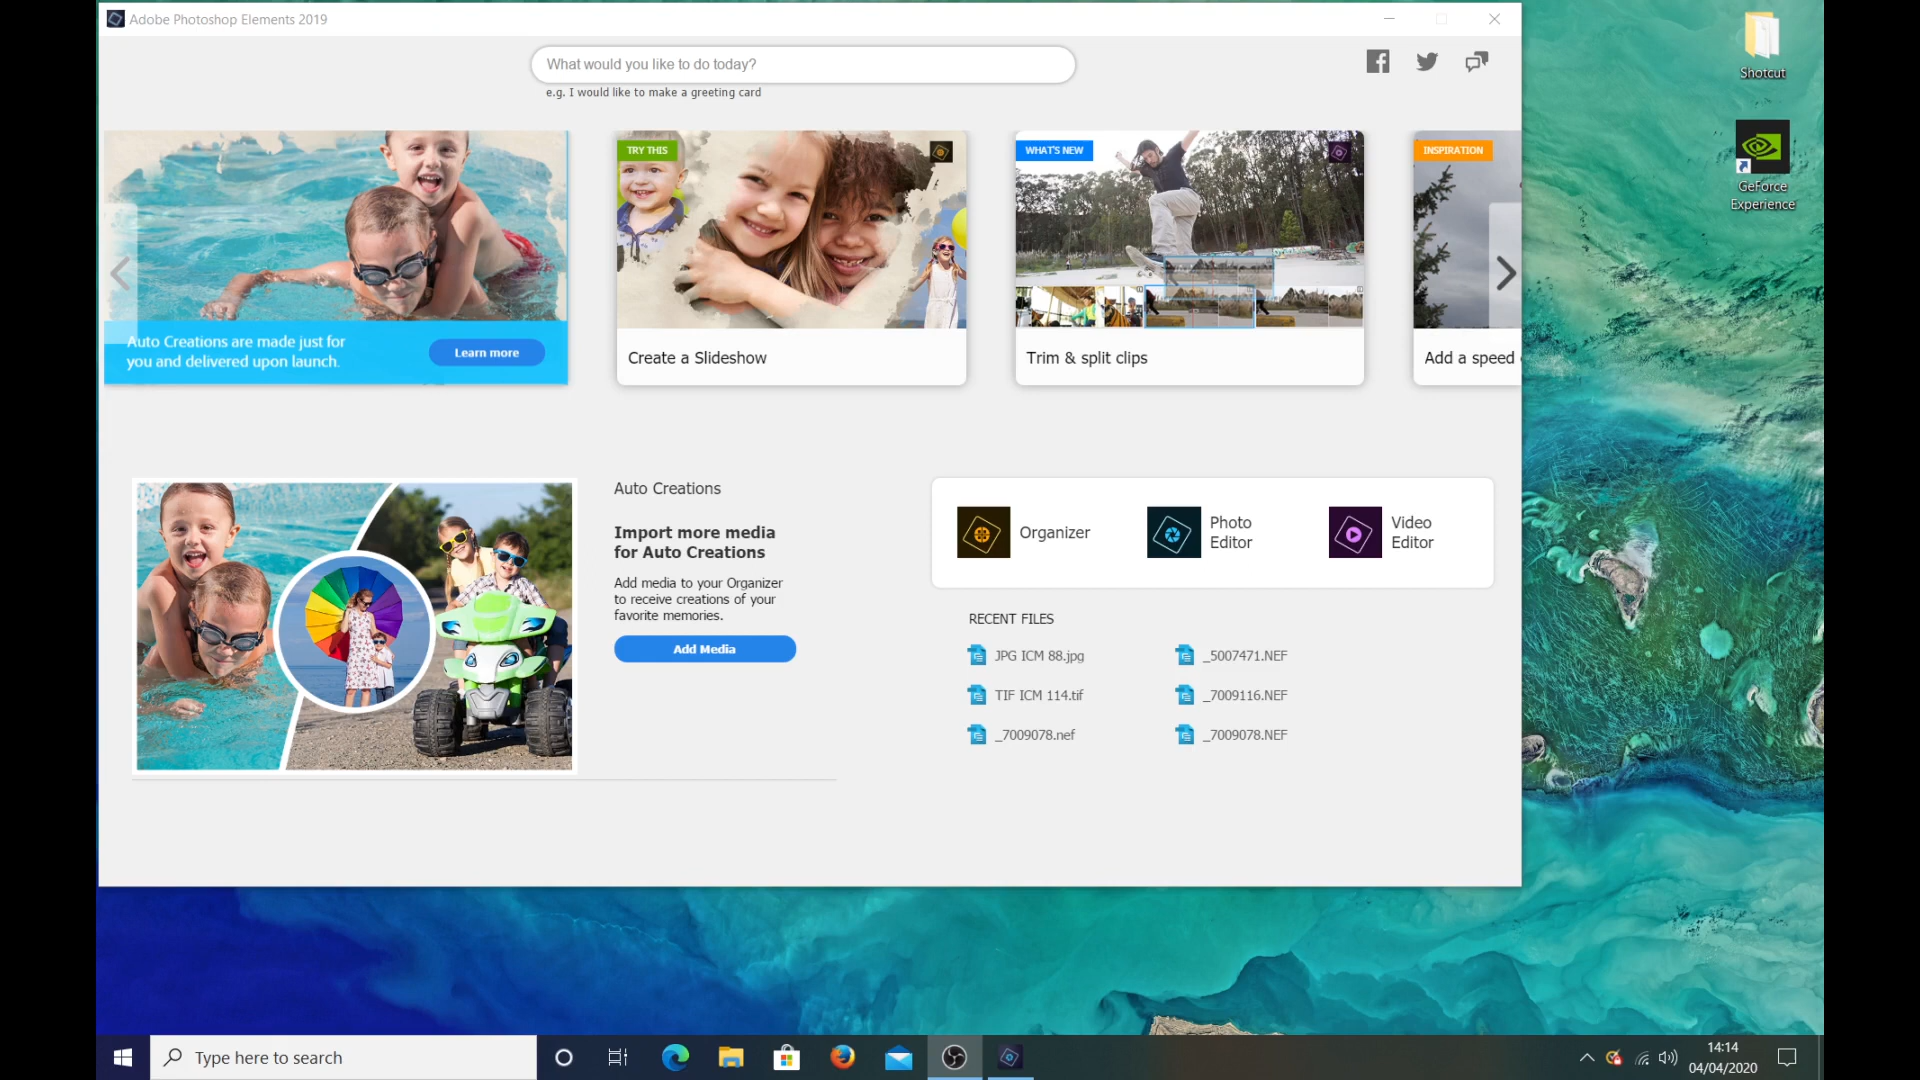 Adobe Photoshop Elements 2019
What would you like to do today?
e.g. I would like to make a greeting card
Auto Creations are made just for
you and delivered upon launch.
Learn more
TRY THIS
Create a Slideshow
WHAT'S NEW
Trim & split clips
INSPIRATION
Add a speed
Shotcut
GeForce
Experience
Auto Creations
Import more media
for Auto Creations
Add media to your Organizer
to receive creations of your
favorite memories.
Add Media
Organizer
Photo
Editor
Video
Editor
RECENT FILES
JPG ICM 88.jpg
_5007471.NEF
TIF ICM 114.tif
_7009116.NEF
_7009078.nef
_7009078.NEF
Type here to search
14:14
04/04/2020